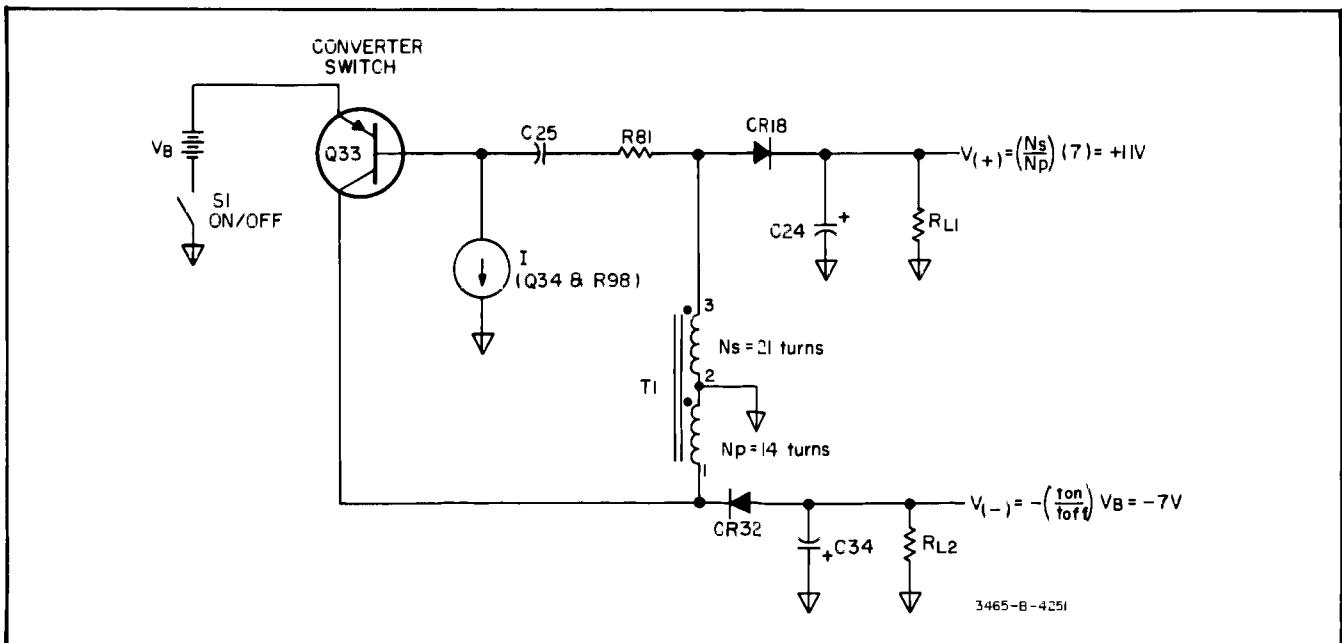 CONVERTER
SWITCH
VB
Q33
S1
ON/OFF
C25
R81
CR18
V(+) = (Ns/Np) (7) = +11V
C24
+
RL1
I
(Q34 & R98)
3
Ns = 21 turns
T1
2
Np = 14 turns
1
CR32
V(-) = -(ton/toff) VB = -7V
+
C34
RL2
3465-B-4251